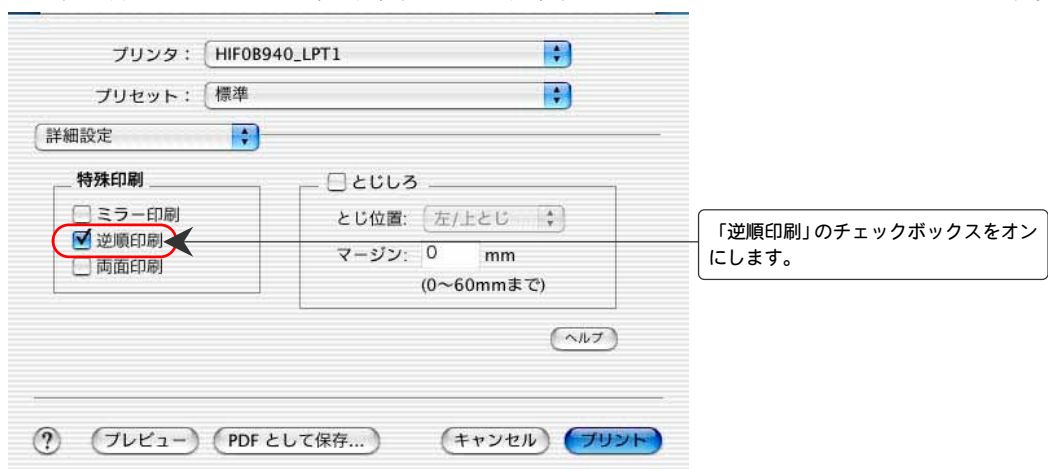 プリンタ： HIF0B940_LPT1
プリセット： 標準
詳細設定
特殊印刷
ミラー印刷
逆順印刷
両面印刷
とじしろ
とじ位置: 左/上とじ
マージン: 0 mm
(0〜60mmまで)
「逆順印刷」のチェックボックスをオン
にします。
ヘルプ
? プレビュー PDF として保存... キャンセル プリント